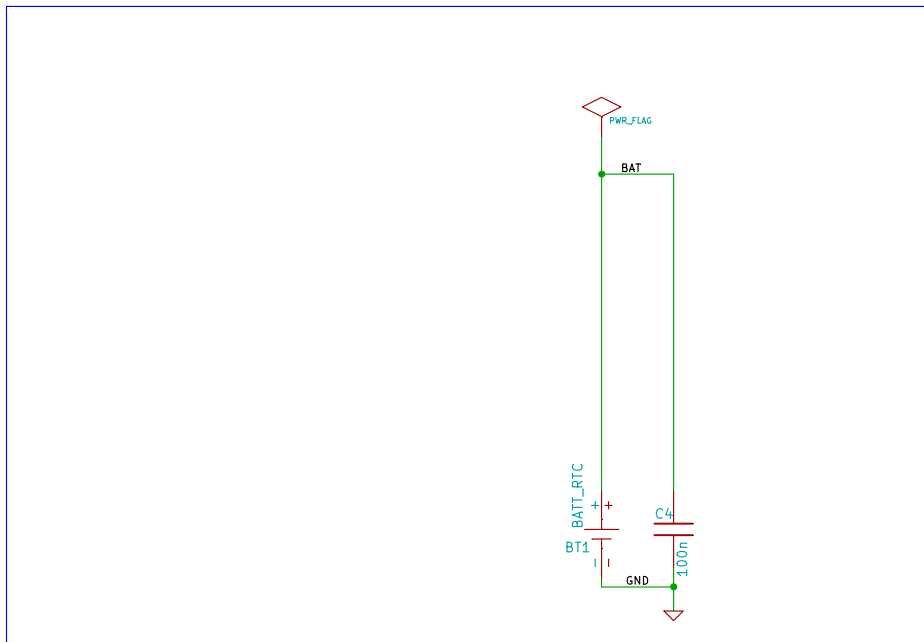 PWR_FLAG
BAT
BATT_RTC
+ +
C4
BT1
100n
- -
GND